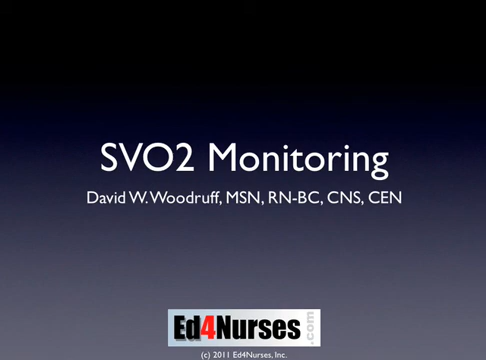 SVO2 Monitoring
David W. Woodruff, MSN, RN-BC, CNS, CEN
Ed4Nurses.com
(c) 2011 Ed4Nurses, Inc.